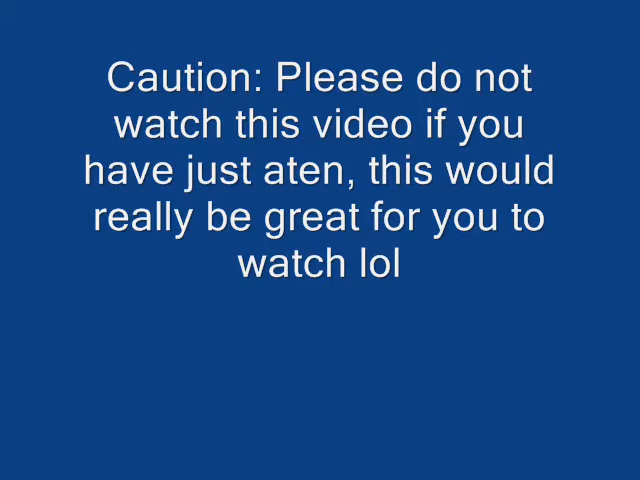 Caution: Please do not
watch this video if you
have just aten, this would
really be great for you to
watch lol